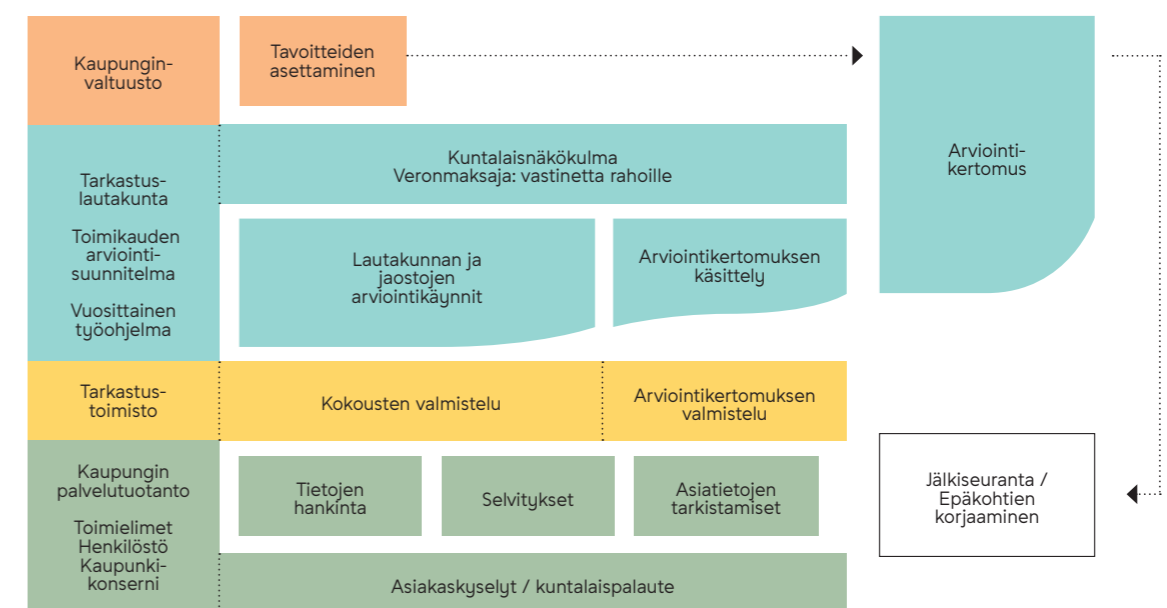 Kaupungin-
valtuusto
Tavoitteiden
asettaminen
Arviointi-
kertomus
Tarkastus-
lautakunta
Toimikauden
arviointi-
suunnitelma
Vuosittainen
työohjelma
Kuntalaisnäkökulma
Veronmaksaja: vastinetta rahoille
Lautakunnan ja
jaostojen
arviointikäynnit
Arviointikertomuksen
käsittely
Tarkastus-
toimisto
Kokousten valmistelu
Arviointikertomuksen
valmistelu
Kaupungin
palvelutuotanto
Toimielimet
Henkilöstö
Kaupunki-
konserni
Tietojen
hankinta
Selvitykset
Asiatietojen
tarkistamiset
Asiakaskyselyt / kuntalaispalaute
Jälkiseuranta /
Epäkohtien
korjaaminen